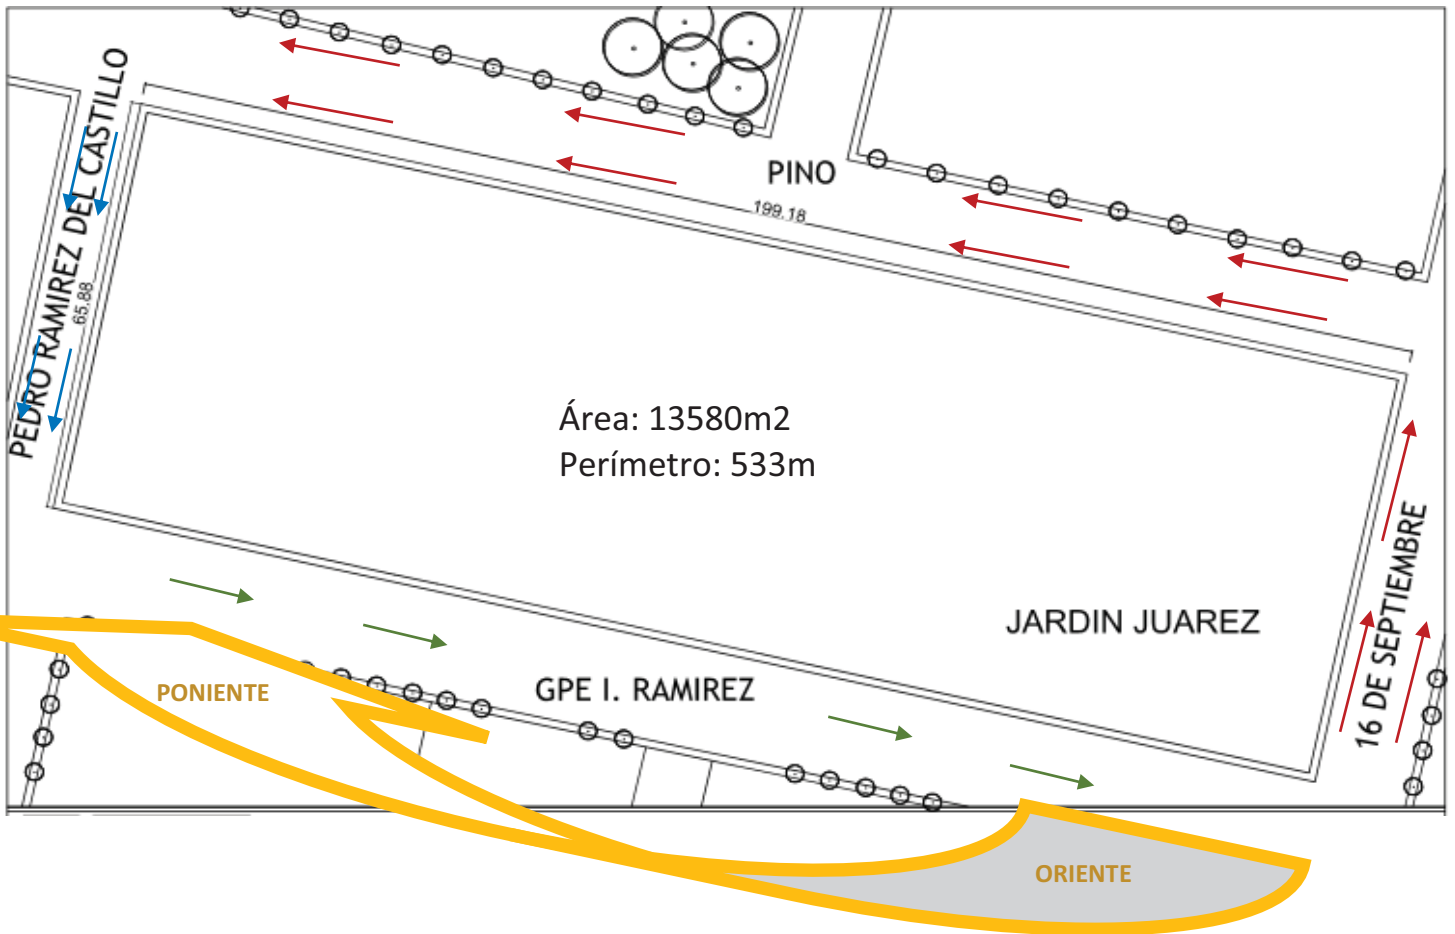 PEDRO RAMIREZ DEL CASTILLO
65.88
PINO
199.18
Área: 13580m2
Perímetro: 533m
JARDIN JUAREZ
16 DE SEPTIEMBRE
GPE I. RAMIREZ
PONIENTE
ORIENTE